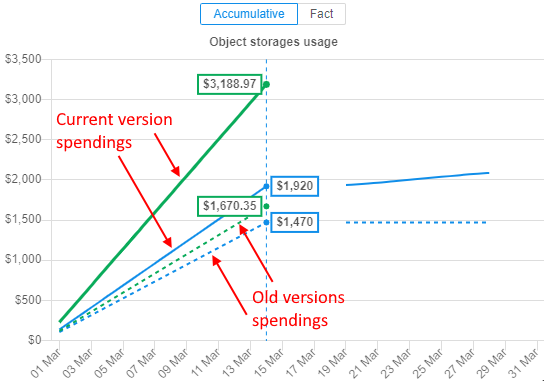 Accumulative Fact
Object storages usage
$3,500
$3,000
$2,500
$2,000
$1,500
$1,000
$500
$0
$3,188.97
Current version
spendings
$1,920
$1,670.35
$1,470
Old versions
spendings
01 Mar 03 Mar 05 Mar 07 Mar 09 Mar 11 Mar 13 Mar 15 Mar 17 Mar 19 Mar 21 Mar 23 Mar 25 Mar 27 Mar 29 Mar 31 Mar